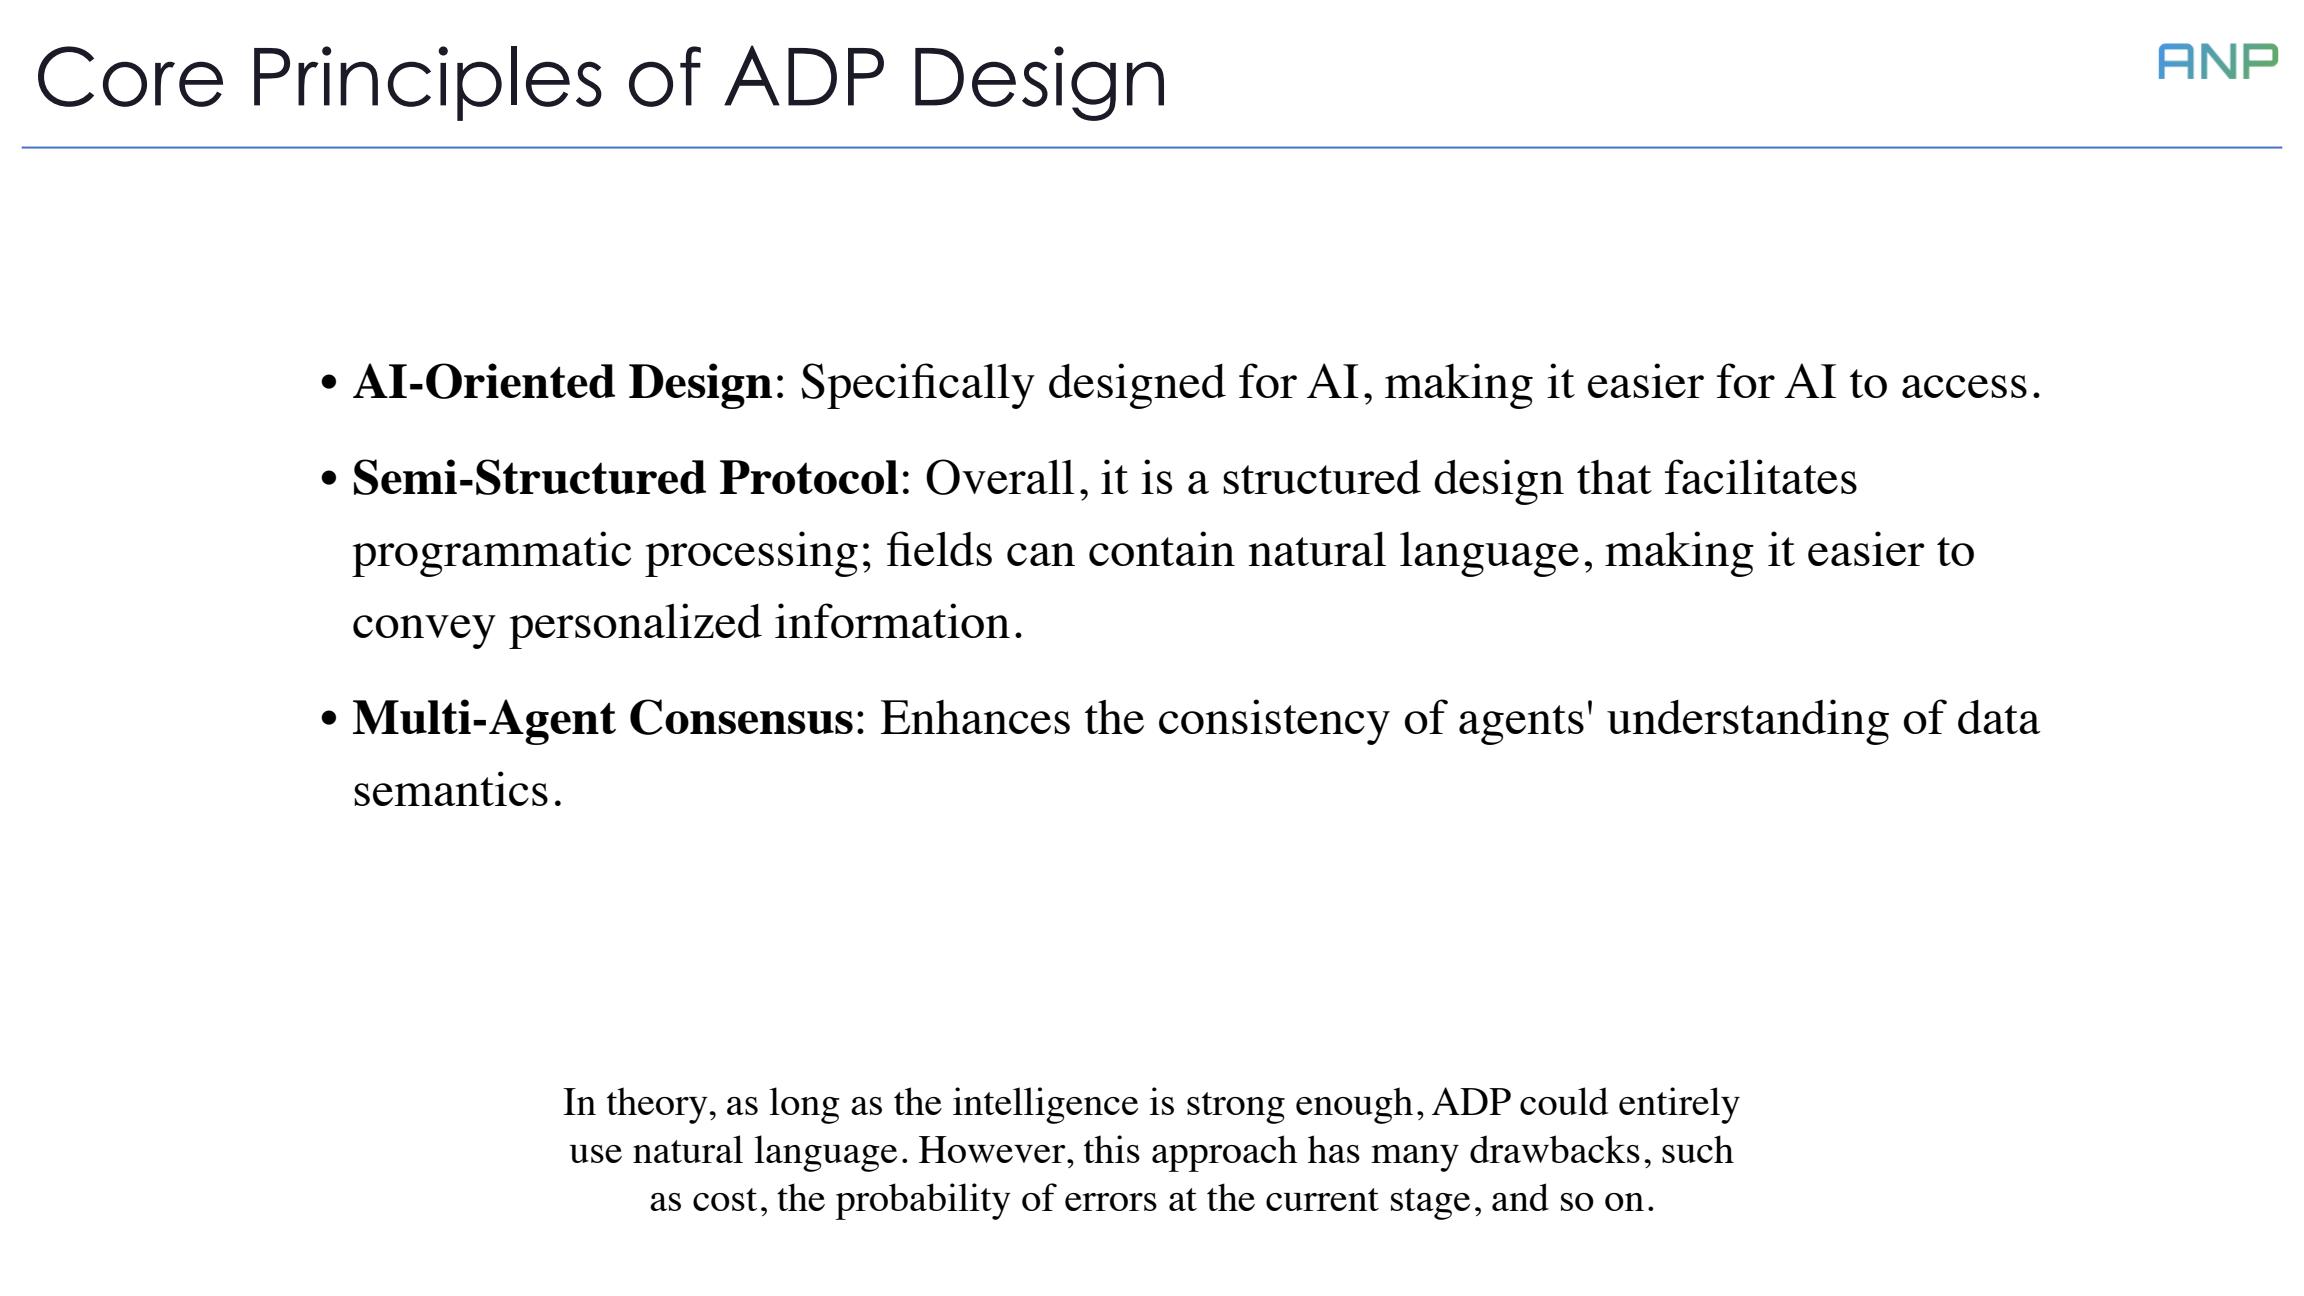 Core Principles of ADP Design
ANP
• AI-Oriented Design: Specifically designed for AI, making it easier for AI to access.
• Semi-Structured Protocol: Overall, it is a structured design that facilitates
programmatic processing; fields can contain natural language, making it easier to
convey personalized information.
• Multi-Agent Consensus: Enhances the consistency of agents' understanding of data
semantics.
In theory, as long as the intelligence is strong enough, ADP could entirely
use natural language. However, this approach has many drawbacks, such
as cost, the probability of errors at the current stage, and so on.